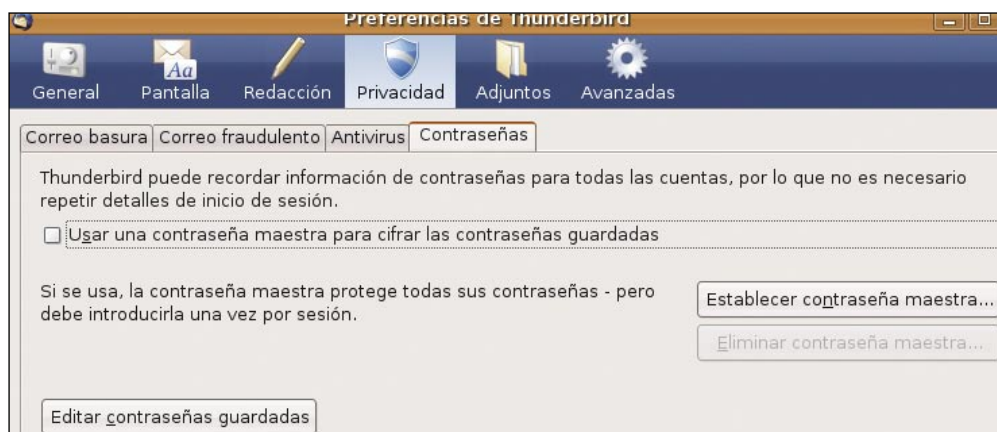 Preferencias de Thunderbird
Aa
General Pantalla Redacción Privacidad Adjuntos Avanzadas
Correo basura Correo fraudulento Antivirus Contraseñas
Thunderbird puede recordar información de contraseñas para todas las cuentas, por lo que no es necesario
repetir detalles de inicio de sesión.
Usar una contraseña maestra para cifrar las contraseñas guardadas
Si se usa, la contraseña maestra protege todas sus contraseñas - pero
debe introducirla una vez por sesión.
Establecer contraseña maestra...
Eliminar contraseña maestra...
Editar contraseñas guardadas